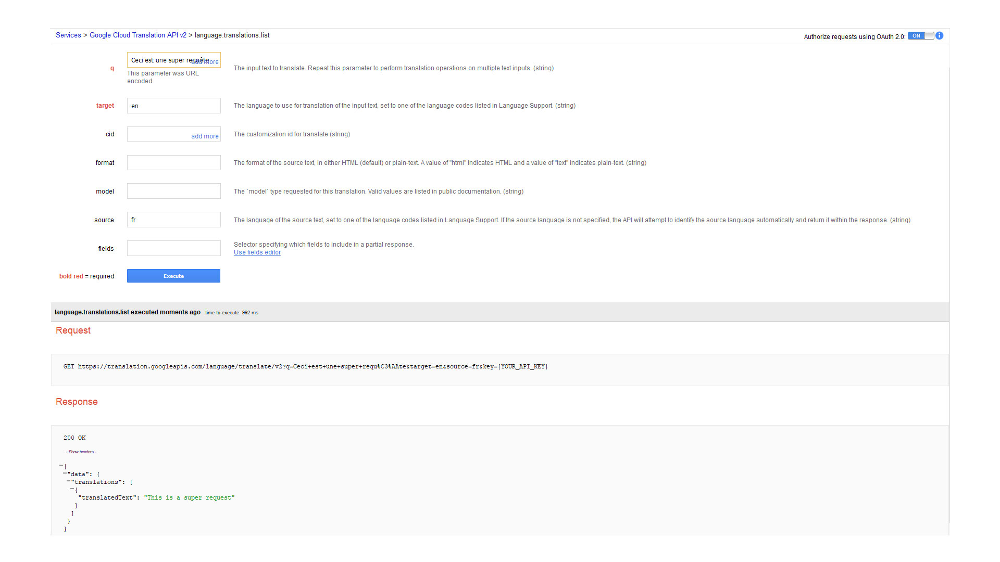 Services > Google Cloud Translation API v2 > language.translations.list
Authorize requests using OAuth 2.0: ON i
q
Ceci est une super requête
add more
This parameter was URL
encoded.
The input text to translate. Repeat this parameter to perform translation operations on multiple text inputs. (string)
target
en
The language to use for translation of the input text, set to one of the language codes listed in Language Support. (string)
cid
add more
The customization id for translate (string)
format
The format of the source text, in either HTML (default) or plain-text. A value of "html" indicates HTML and a value of "text" indicates plain-text. (string)
model
The `model` type requested for this translation. Valid values are listed in public documentation. (string)
source
fr
The language of the source text, set to one of the language codes listed in Language Support. If the source language is not specified, the API will attempt to identify the source language automatically and return it within the response. (string)
fields
Selector specifying which fields to include in a partial response.
Use fields editor
bold red = required
Execute
language.translations.list executed moments ago time to execute: 992 ms
Request
GET https://translation.googleapis.com/language/translate/v2?q=Ceci+est+une+super+requ%C3%AAte&target=en&source=fr&key={YOUR_API_KEY}
Response
200 OK
- Show headers -
{
"data": {
"translations": [
{
"translatedText": "This is a super request"
}
]
}
}